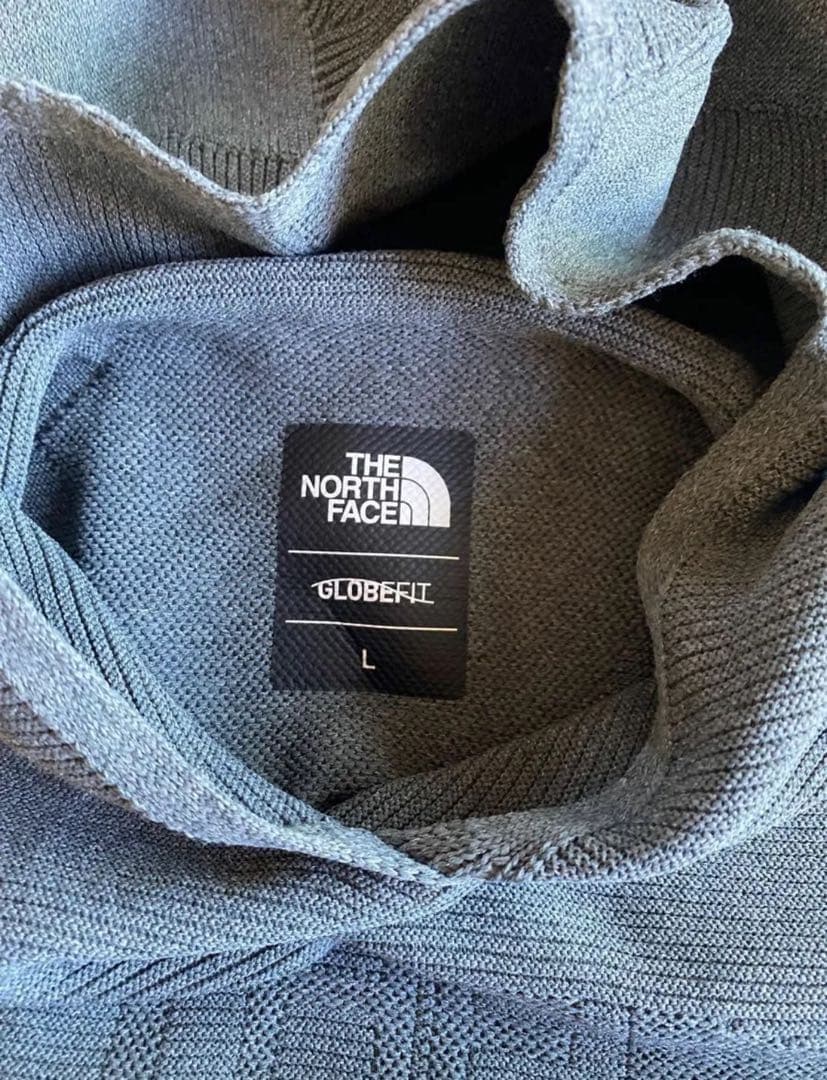 THE
NORTH
FACE
GLOBEFIT
L